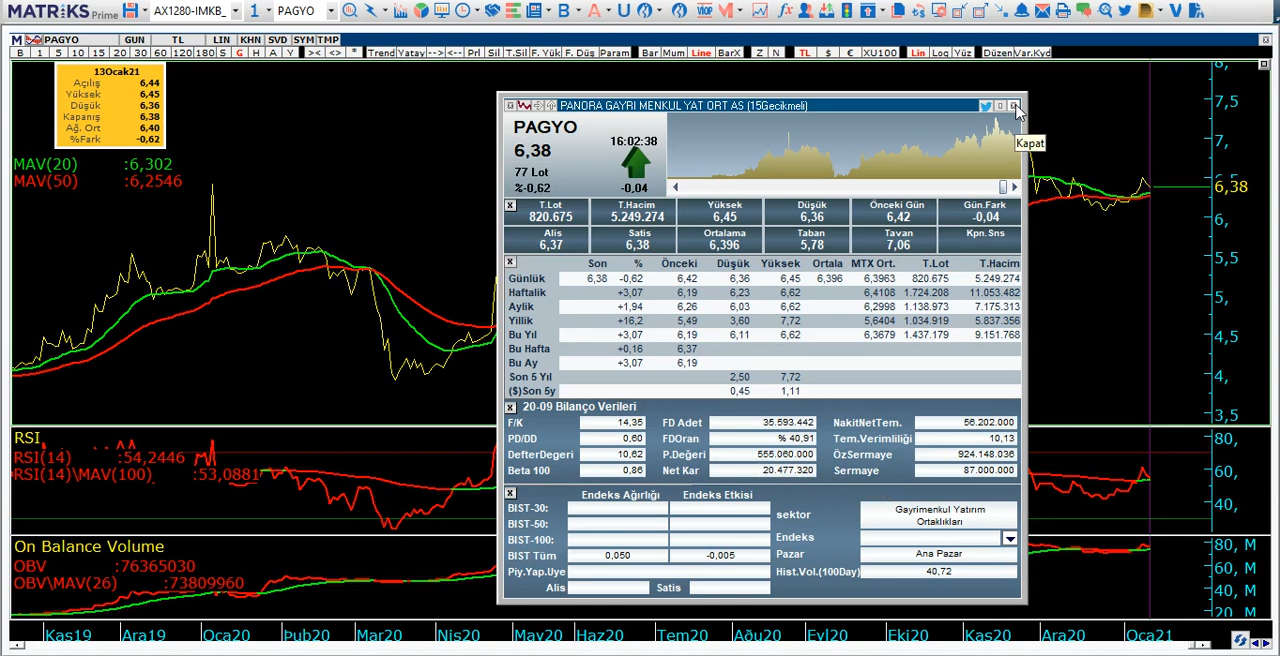 MATRIKS Prime AX1280-IMKB_ 1 PAGYO
PAGYO GUN TL LIN KHN SVD SYM TMP
B 1 5 10 15 20 30 60 120 180 S G H A Y >< <> * Trend Yatay --> <-- Prl Sil T.Sil F. Yük F. Düş Param Bar Mum Line BarX Z N TL $ € XU100 Lin Log Yüz Düzen Var.Kyd
13Ocak21
Açılış 6,44
Yüksek 6,45
Düşük 6,36
Kapanış 6,38
Ağ. Ort 6,40
%Fark -0,62
MAV(20) :6,302
MAV(50) :6,2546
PANORA GAYRI MENKUL YAT ORT AS (15Gecikmeli)
Kapat
PAGYO
6,38
77 Lot
%-0,62
16:02:38
-0,04
T.Lot T.Hacim Yüksek Düşük Önceki Gün Gün.Fark
820.675 5.249.274 6,45 6,36 6,42 -0,04
Alis Satis Ortalama Taban Tavan Kpn.Sns
6,37 6,38 6,396 5,78 7,06
Son % Önceki Düşük Yüksek Ortala MTX Ort. T.Lot T.Hacim
Günlük 6,38 -0,62 6,42 6,36 6,45 6,396 6,3963 820.675 5.249.274
Haftalik +3,07 6,19 6,23 6,62 6,4108 1.724.208 11.053.482
Aylik +1,94 6,26 6,03 6,62 6,2998 1.138.973 7.175.313
Yillik +16,2 5,49 3,60 7,72 5,6404 1.034.919 5.837.356
Bu Yıl +3,07 6,19 6,11 6,62 6,3679 1.437.179 9.151.768
Bu Hafta +0,16 6,37
Bu Ay +3,07 6,19
Son 5 Yıl 2,50 7,72
($)Son 5y 0,45 1,11
20-09 Bilanço Verileri
F/K 14,35 FD Adet 35.593.442 NakitNetTem. 56.202.000
PD/DD 0,60 FDOran % 40,91 Tem.Verimliliği 10,13
DefterDegeri 10,62 P.Değeri 555.060.000 ÖzSermaye 924.148.036
Beta 100 0,86 Net Kar 20.477.320 Sermaye 87.000.000
Endeks Ağırlığı Endeks Etkisi
BIST-30:
BIST-50:
BIST-100:
BIST Tüm 0,050 -0,005
Piy.Yap.Uye
Alis Satis
sektor Gayrimenkul Yatırım
Ortaklıkları
Endeks
Pazar Ana Pazar
Hist.Vol.(100Day) 40,72
8,
7,5
7,
6,5
6,38
6,
5,5
5,
4,5
4,
3,5
RSI
RSI(14) :54,2446
RSI(14)\MAV(100) :53,0881
80,
60,
40,
On Balance Volume
OBV :76365030
OBV\MAV(26) :73809960
80, M
60, M
40, M
20 M
Kas19 Ara19 Oca20 Şub20 Mar20 Nis20 May20 Haz20 Tem20 Ağu20 Eyl20 Eki20 Kas20 Ara20 Oca21